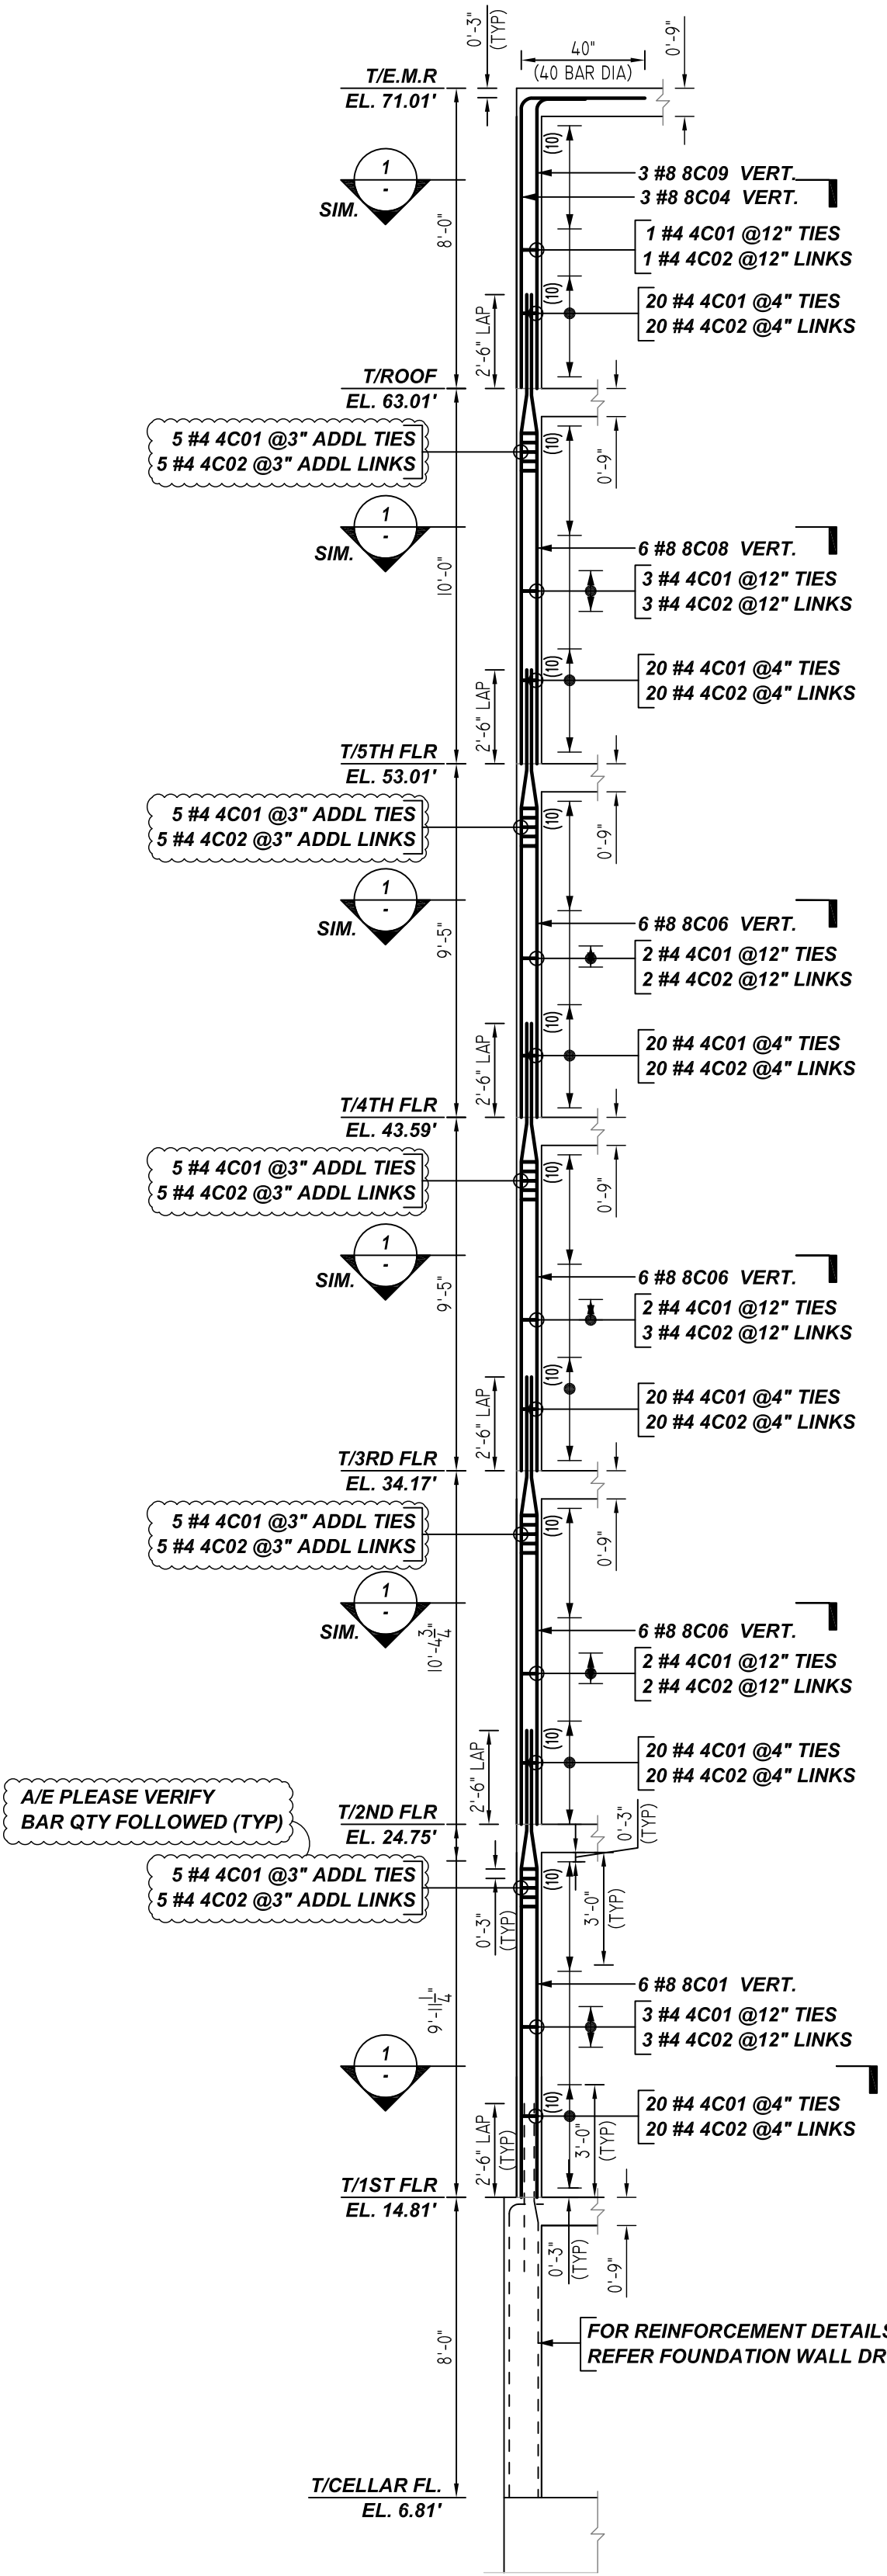 0'-3"
(TYP)
40"
(40 BAR DIA)
0'-9"
T/E.M.R
EL. 71.01'
(10)
1
-
SIM.
8'-0"
3 #8 8C09 VERT.
3 #8 8C04 VERT.
1 #4 4C01 @12" TIES
1 #4 4C02 @12" LINKS
(10)
20 #4 4C01 @4" TIES
20 #4 4C02 @4" LINKS
2'-6" LAP
T/ROOF
EL. 63.01'
5 #4 4C01 @3" ADDL TIES
5 #4 4C02 @3" ADDL LINKS
(10)
0'-9"
1
-
SIM.
10'-0"
6 #8 8C08 VERT.
3 #4 4C01 @12" TIES
3 #4 4C02 @12" LINKS
(10)
20 #4 4C01 @4" TIES
20 #4 4C02 @4" LINKS
2'-6" LAP
T/5TH FLR
EL. 53.01'
5 #4 4C01 @3" ADDL TIES
5 #4 4C02 @3" ADDL LINKS
(10)
0'-9"
1
-
SIM.
9'-5"
6 #8 8C06 VERT.
2 #4 4C01 @12" TIES
2 #4 4C02 @12" LINKS
(10)
20 #4 4C01 @4" TIES
20 #4 4C02 @4" LINKS
2'-6" LAP
T/4TH FLR
EL. 43.59'
5 #4 4C01 @3" ADDL TIES
5 #4 4C02 @3" ADDL LINKS
(10)
0'-9"
1
-
SIM.
9'-5"
6 #8 8C06 VERT.
2 #4 4C01 @12" TIES
3 #4 4C02 @12" LINKS
(10)
20 #4 4C01 @4" TIES
20 #4 4C02 @4" LINKS
2'-6" LAP
T/3RD FLR
EL. 34.17'
5 #4 4C01 @3" ADDL TIES
5 #4 4C02 @3" ADDL LINKS
(10)
0'-9"
1
-
SIM.
10'-4 3/4"
6 #8 8C06 VERT.
2 #4 4C01 @12" TIES
2 #4 4C02 @12" LINKS
(10)
20 #4 4C01 @4" TIES
20 #4 4C02 @4" LINKS
2'-6" LAP
A/E PLEASE VERIFY
BAR QTY FOLLOWED (TYP)
T/2ND FLR
EL. 24.75'
0'-3"
(TYP)
5 #4 4C01 @3" ADDL TIES
5 #4 4C02 @3" ADDL LINKS
(10)
0'-3"
(TYP)
3'-0"
(TYP)
9'-11 1/4"
6 #8 8C01 VERT.
3 #4 4C01 @12" TIES
3 #4 4C02 @12" LINKS
1
-
(10)
20 #4 4C01 @4" TIES
20 #4 4C02 @4" LINKS
2'-6" LAP
(TYP)
3'-0"
(TYP)
T/1ST FLR
EL. 14.81'
0'-3"
(TYP)
0'-9"
8'-0"
FOR REINFORCEMENT DETAILS
REFER FOUNDATION WALL DR
T/CELLAR FL.
EL. 6.81'